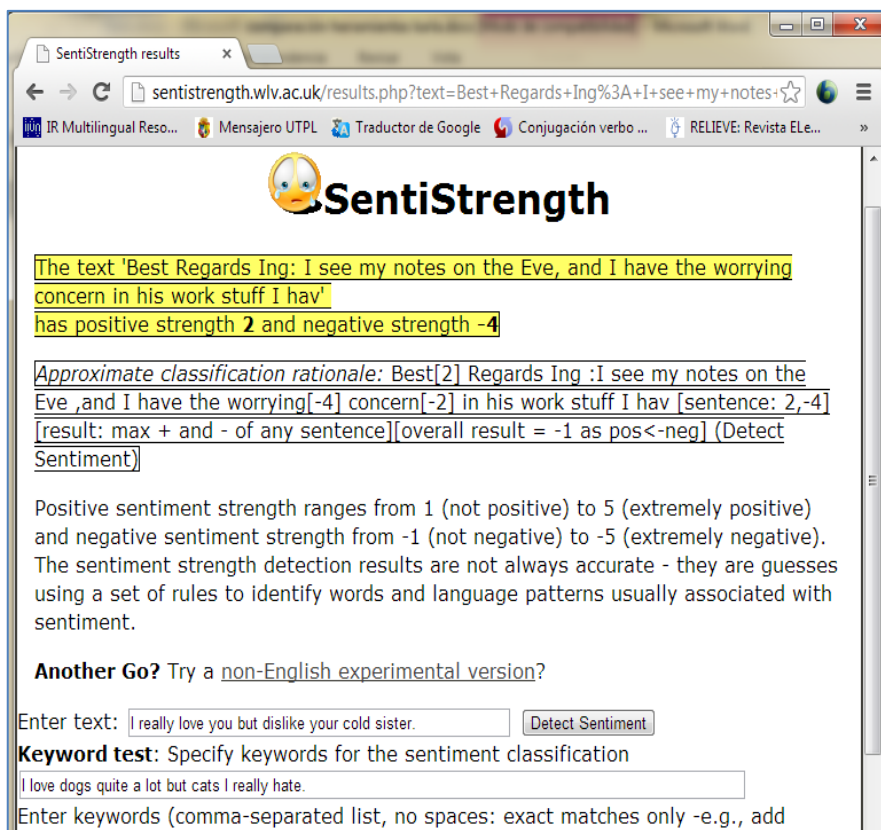 SentiStrength results
sentistrength.wlv.ac.uk/results.php?text=Best+Regards+Ing%3A+I+see+my+notes+
IR Multilingual Reso... Mensajero UTPL Traductor de Google Conjugación verbo ... RELIEVE: Revista ELe... »
SentiStrength
The text 'Best Regards Ing: I see my notes on the Eve, and I have the worrying
concern in his work stuff I hav'
has positive strength 2 and negative strength -4
Approximate classification rationale: Best[2] Regards Ing :I see my notes on the
Eve ,and I have the worrying[-4] concern[-2] in his work stuff I hav [sentence: 2,-4]
[result: max + and - of any sentence][overall result = -1 as pos<-neg] (Detect
Sentiment)
Positive sentiment strength ranges from 1 (not positive) to 5 (extremely positive)
and negative sentiment strength from -1 (not negative) to -5 (extremely negative).
The sentiment strength detection results are not always accurate - they are guesses
using a set of rules to identify words and language patterns usually associated with
sentiment.
Another Go? Try a non-English experimental version?
Enter text: I really love you but dislike your cold sister. Detect Sentiment
Keyword test: Specify keywords for the sentiment classification
I love dogs quite a lot but cats I really hate.
Enter keywords (comma-separated list, no spaces: exact matches only -e.g., add